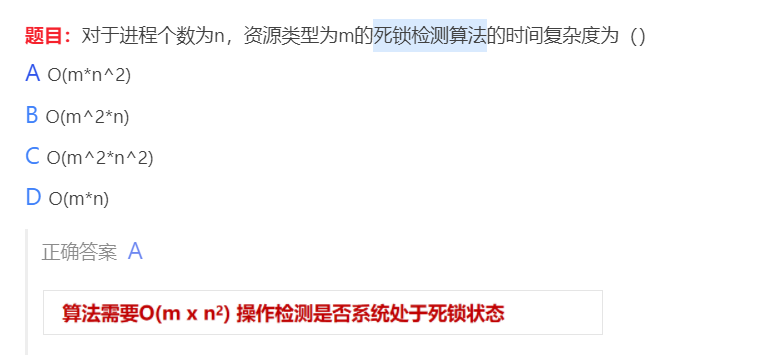 题目：对于进程个数为n，资源类型为m的死锁检测算法的时间复杂度为（）
A O(m*n^2)
B O(m^2*n)
C O(m^2*n^2)
D O(m*n)
正确答案 A
算法需要O(m x n²) 操作检测是否系统处于死锁状态